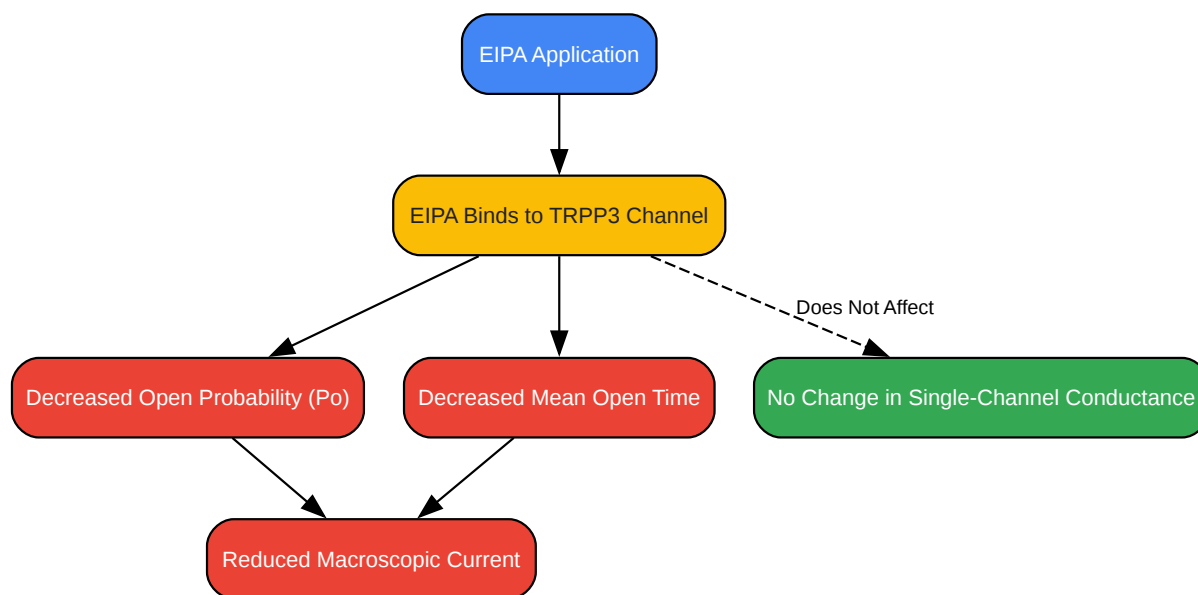 EIPA Application
EIPA Binds to TRPP3 Channel
Does Not Affect
Decreased Open Probability (Po)
Decreased Mean Open Time
No Change in Single-Channel Conductance
Reduced Macroscopic Current